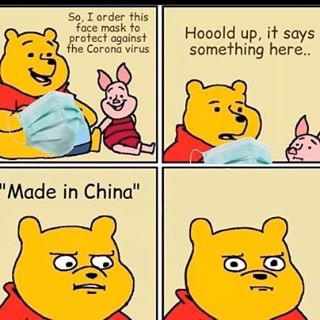 So, I order this
face mask to
protect against
the Corona virus
Hooold up, it says
something here..
"Made in China"